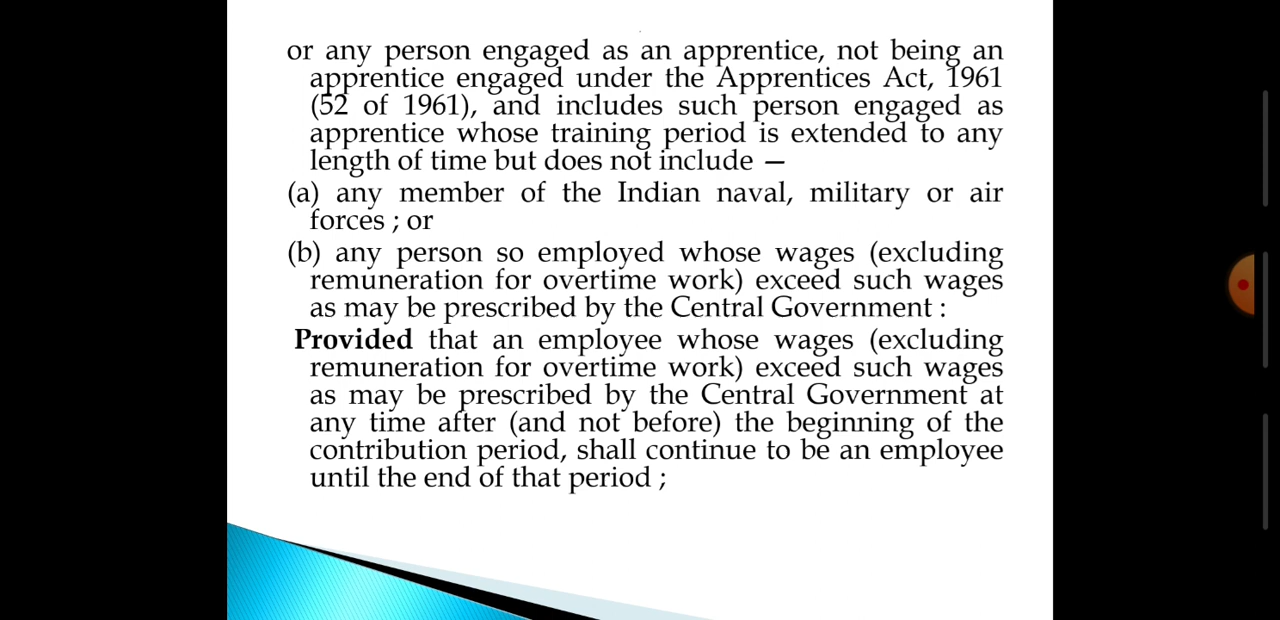 or any person engaged as an apprentice, not being an
apprentice engaged under the Apprentices Act, 1961
(52 of 1961), and includes such person engaged as
apprentice whose training period is extended to any
length of time but does not include —
(a) any member of the Indian naval, military or air
forces ; or
(b) any person so employed whose wages (excluding
remuneration for overtime work) exceed such wages
as may be prescribed by the Central Government :
Provided that an employee whose wages (excluding
remuneration for overtime work) exceed such wages
as may be prescribed by the Central Government at
any time after (and not before) the beginning of the
contribution period, shall continue to be an employee
until the end of that period ;